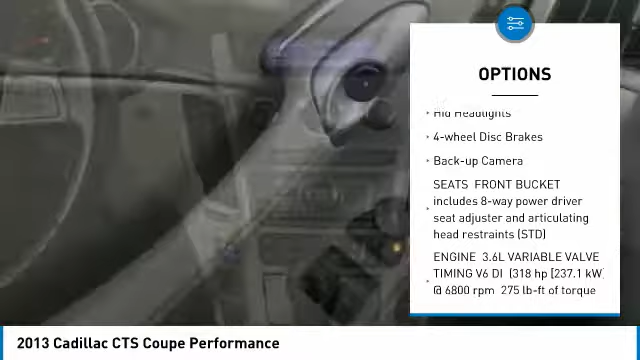 OPTIONS
Hid Headlights
4-wheel Disc Brakes
Back-up Camera
SEATS FRONT BUCKET
includes 8-way power driver
seat adjuster and articulating
head restraints (STD)
ENGINE 3.6L VARIABLE VALVE
TIMING V6 DI (318 hp [237.1 kW]
@ 6800 rpm 275 lb-ft of torque
2013 Cadillac CTS Coupe Performance